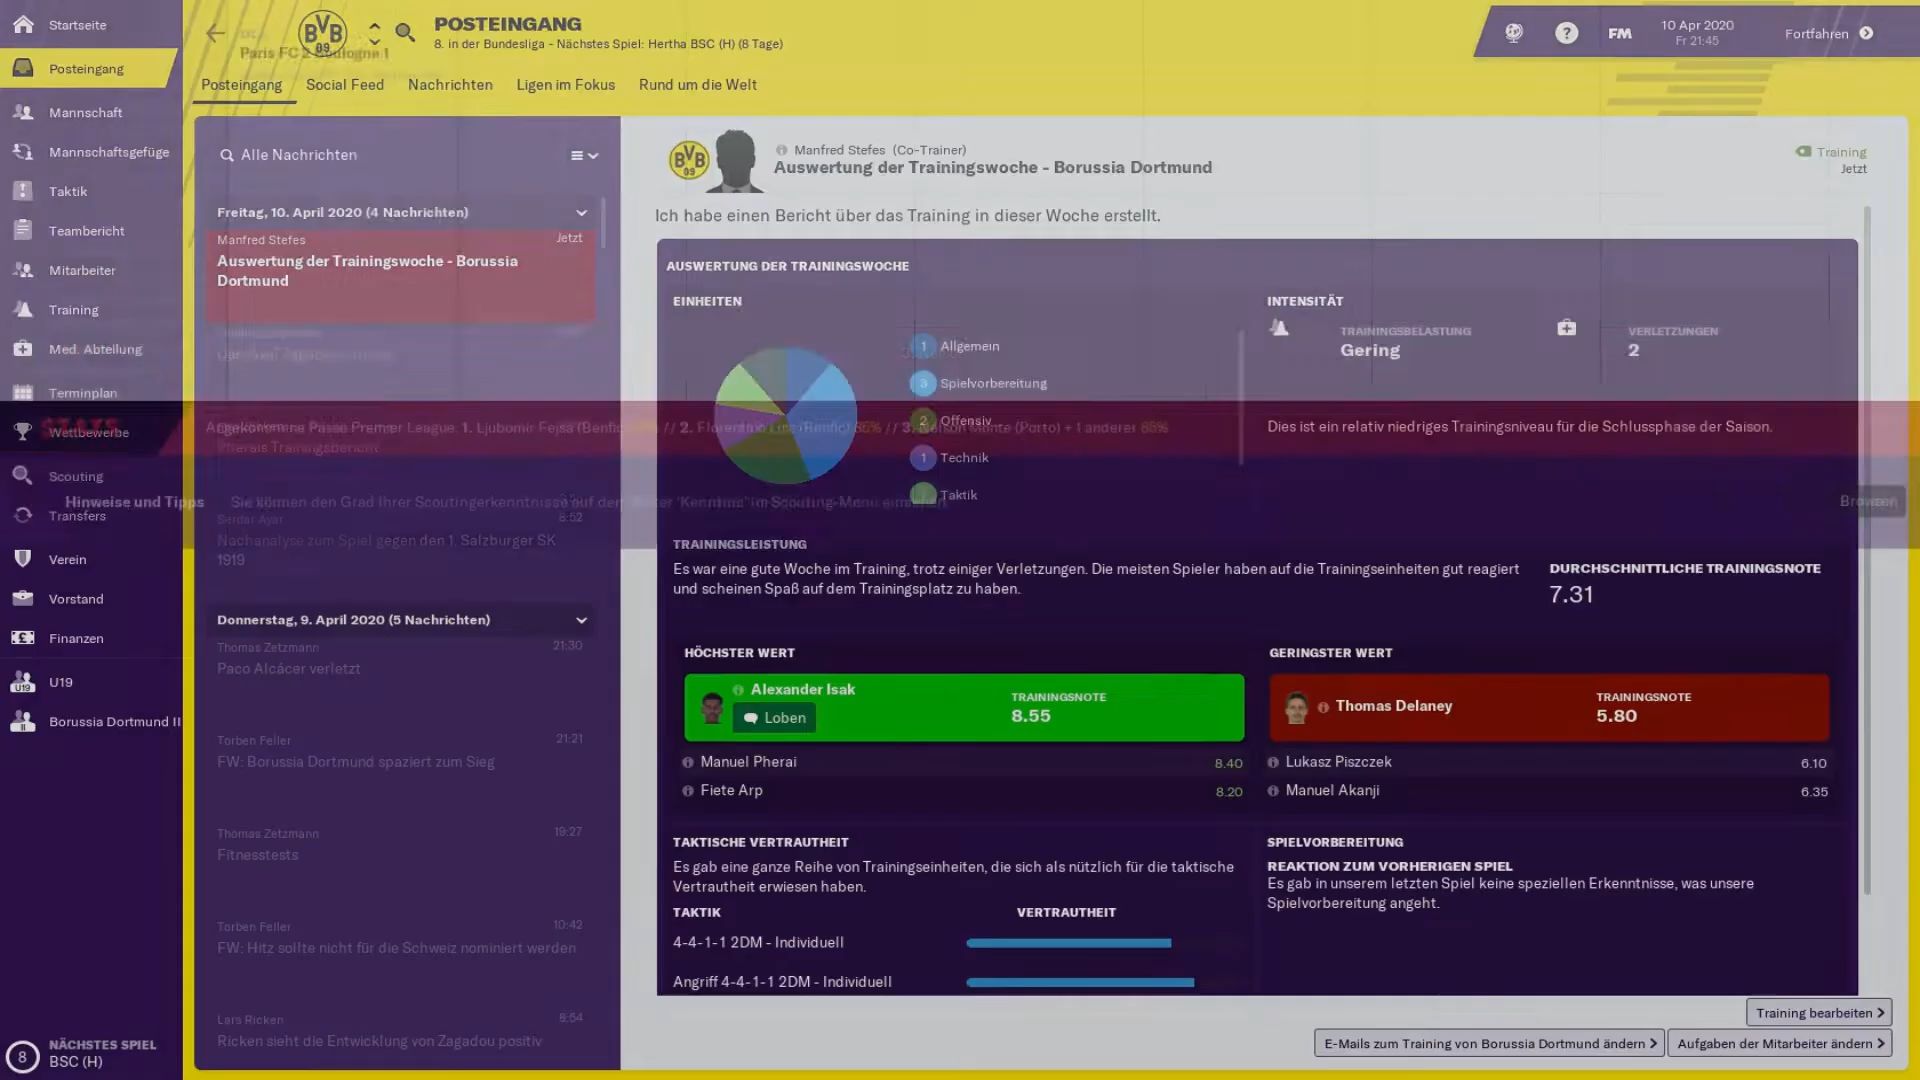 Startseite
Posteingang
Mannschaft
Mannschaftsgefüge
Taktik
Teambericht
Mitarbeiter
Training
Med. Abteilung
Terminplan
Wettbewerbe
Scouting
Transfers
Verein
Vorstand
Finanzen
U19
Borussia Dortmund II
8
NÄCHSTES SPIEL
BSC (H)
BVB
09
Paris FC 2
POSTEINGANG
8. in der Bundesliga - Nächstes Spiel: Hertha BSC (H) (8 Tage)
FM
10 Apr 2020
Fr 21:45
Fortfahren
Posteingang
Social Feed
Nachrichten
Ligen im Fokus
Rund um die Welt
Alle Nachrichten
Freitag, 10. April 2020 (4 Nachrichten)
Manfred Stefes
Jetzt
Auswertung der Trainingswoche - Borussia
Dortmund
Hinweise und Tipps
Serdar Ayar
8:52
Nachanalyse zum Spiel gegen den 1. Salzburger SK
1919
Donnerstag, 9. April 2020 (5 Nachrichten)
Thomas Zetzmann
21:30
Paco Alcácer verletzt
Torben Feller
21:21
FW: Borussia Dortmund spaziert zum Sieg
Thomas Zetzmann
19:27
Fitnesstests
Torben Feller
10:42
FW: Hitz sollte nicht für die Schweiz nominiert werden
Lars Ricken
8:54
Ricken sieht die Entwicklung von Zagadou positiv
BVB
09
Manfred Stefes (Co-Trainer)
Auswertung der Trainingswoche - Borussia Dortmund
Training
Jetzt
Ich habe einen Bericht über das Training in dieser Woche erstellt.
AUSWERTUNG DER TRAININGSWOCHE
EINHEITEN
1 Allgemein
3 Spielvorbereitung
2 Offensiv
1 Technik
Taktik
INTENSITÄT
TRAININGSBELASTUNG
Gering
VERLETZUNGEN
2
Dies ist ein relativ niedriges Trainingsniveau für die Schlussphase der Saison.
TRAININGSLEISTUNG
Es war eine gute Woche im Training, trotz einiger Verletzungen. Die meisten Spieler haben auf die Trainingseinheiten gut reagiert
und scheinen Spaß auf dem Trainingsplatz zu haben.
DURCHSCHNITTLICHE TRAININGSNOTE
7.31
HÖCHSTER WERT
Alexander Isak
Loben
TRAININGSNOTE
8.55
Manuel Pherai
8.40
Fiete Arp
8.20
GERINGSTER WERT
Thomas Delaney
TRAININGSNOTE
5.80
Lukasz Piszczek
6.10
Manuel Akanji
6.35
TAKTISCHE VERTRAUTHEIT
Es gab eine ganze Reihe von Trainingseinheiten, die sich als nützlich für die taktische
Vertrautheit erwiesen haben.
TAKTIK
VERTRAUTHEIT
4-4-1-1 2DM - Individuell
Angriff 4-4-1-1 2DM - Individuell
SPIELVORBEREITUNG
REAKTION ZUM VORHERIGEN SPIEL
Es gab in unserem letzten Spiel keine speziellen Erkenntnisse, was unsere
Spielvorbereitung angeht.
Training bearbeiten
E-Mails zum Training von Borussia Dortmund ändern
Aufgaben der Mitarbeiter ändern